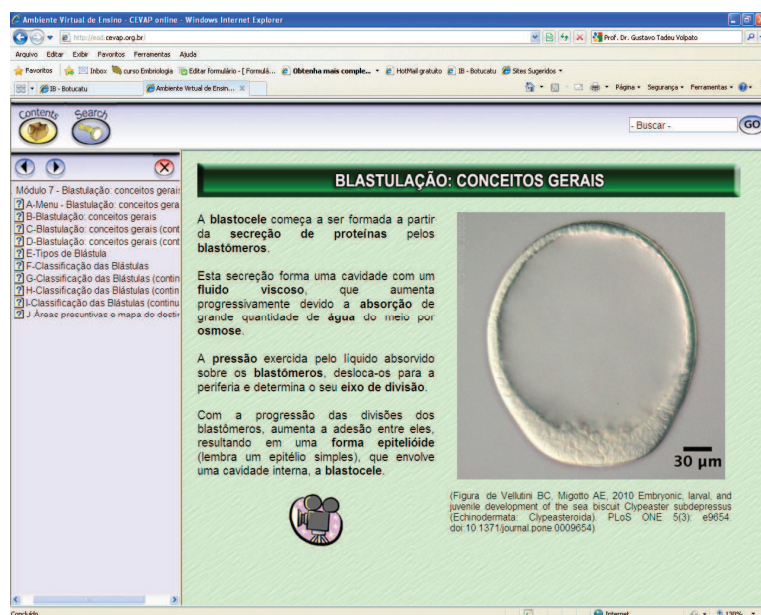 Ambiente Virtual de Ensino - CEVAP online - Windows Internet Explorer
http://ead.cevap.org.br/
Prof. Dr. Gustavo Tadeu Volpato
Arquivo Editar Exibir Favoritos Ferramentas Ajuda
Favoritos Inbox curso Embriologia Editar formulário - [ Formulá... Obtenha mais comple... HotMail gratuito IB - Botucatu Sites Sugeridos
IB - Botucatu Ambiente Virtual de Ensin... Página Segurança Ferramentas
Contents Search
- Buscar - GO
Módulo 7 - Blastulação: conceitos gerais
A-Menu - Blastulação: conceitos gera
B-Blastulação: conceitos gerais
C-Blastulação: conceitos gerais (cont
D-Blastulação: conceitos gerais (cont
E-Tipos de Blástula
F-Classificação das Blástulas
G-Classificação das Blástulas (contin
H-Classificação das Blástulas (contin
I-Classificação das Blástulas (continu
J-Áreas presuntivas e mapa do destin
BLASTULAÇÃO: CONCEITOS GERAIS
A blastocele começa a ser formada a partir
da secreção de proteínas pelos
blastômeros.
Esta secreção forma uma cavidade com um
fluido viscoso, que aumenta
progressivamente devido a absorção de
grande quantidade de água do meio por
osmose.
A pressão exercida pelo líquido absorvido
sobre os blastômeros, desloca-os para a
periferia e determina o seu eixo de divisão.
Com a progressão das divisões dos
blastômeros, aumenta a adesão entre eles,
resultando em uma forma epitelióide
(lembra um epitélio simples), que envolve
uma cavidade interna, a blastocele.
30 µm
(Figura de Vellutini BC, Migotto AE, 2010 Embryonic, larval, and
juvenile development of the sea biscuit Clypeaster subdepressus
(Echinodermata: Clypeasteroida). PLoS ONE 5(3): e9654.
doi:10.1371/journal.pone.0009654)
Concluído Internet 130%